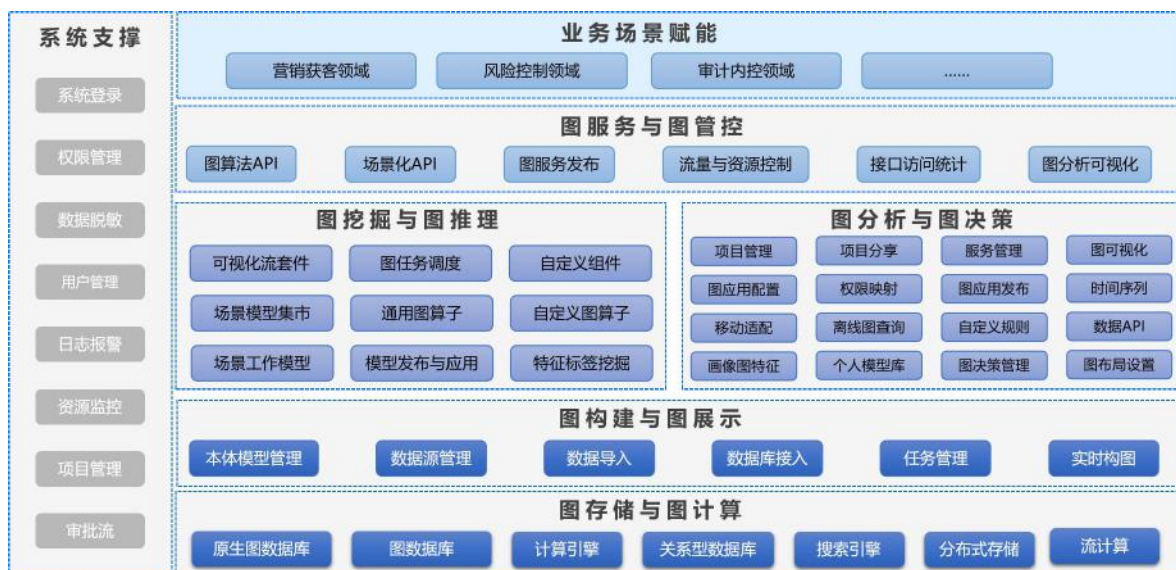 系统支撑
系统登录
权限管理
数据脱敏
用户管理
日志报警
资源监控
项目管理
审批流
业务场景赋能
营销获客领域
风险控制领域
审计内控领域
......
图服务与图管控
图算法API
场景化API
图服务发布
流量与资源控制
接口访问统计
图分析可视化
图挖掘与图推理
可视化流套件
图任务调度
自定义组件
场景模型集市
通用图算子
自定义图算子
场景工作模型
模型发布与应用
特征标签挖掘
图分析与图决策
项目管理
项目分享
服务管理
图可视化
图应用配置
权限映射
图应用发布
时间序列
移动适配
离线图查询
自定义规则
数据API
画像图特征
个人模型库
图决策管理
图布局设置
图构建与图展示
本体模型管理
数据源管理
数据导入
数据库接入
任务管理
实时构图
图存储与图计算
原生图数据库
图数据库
计算引擎
关系型数据库
搜索引擎
分布式存储
流计算